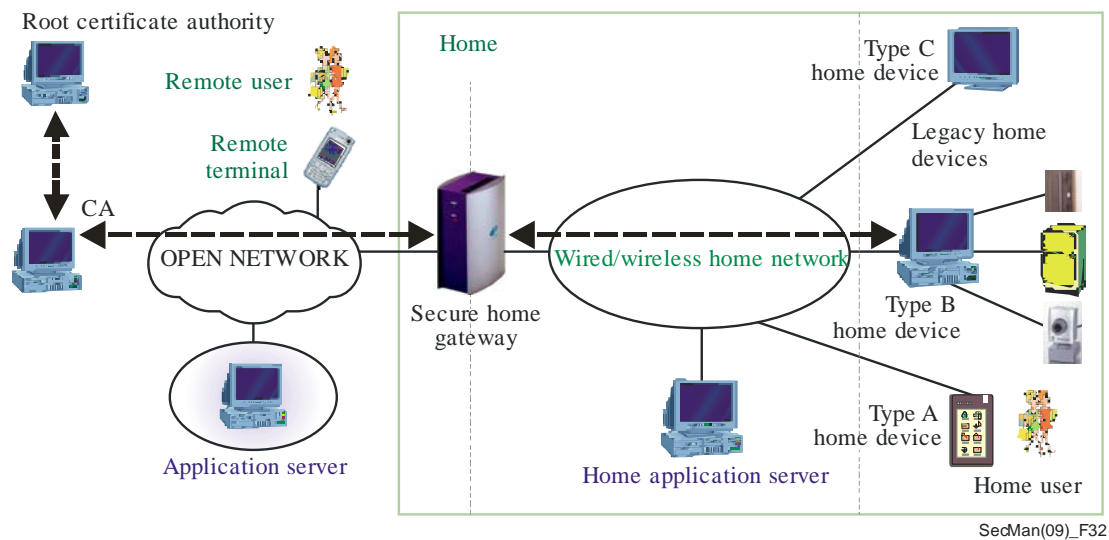 Root certificate authority
Home
Type C
home device
Remote user
Remote
terminal
Legacy home
devices
CA
OPEN NETWORK
Wired/wireless home network
Secure home
gateway
Type B
home device
Type A
home device
Application server
Home application server
Home user
SecMan(09)_F32